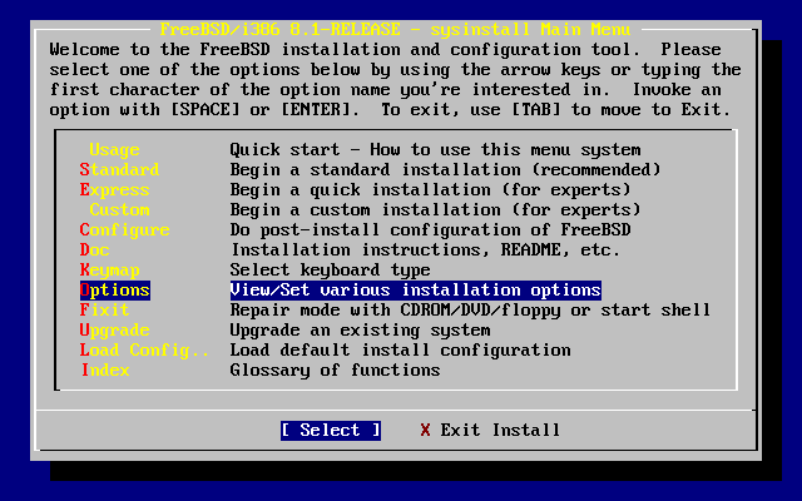 FreeBSD/i386 8.1-RELEASE - sysinstall Main Menu
Welcome to the FreeBSD installation and configuration tool.  Please
select one of the options below by using the arrow keys or typing the
first character of the option name you're interested in.  Invoke an
option with [SPACE] or [ENTER].  To exit, use [TAB] to move to Exit.
Usage Quick start - How to use this menu system
Standard Begin a standard installation (recommended)
Express Begin a quick installation (for experts)
Custom Begin a custom installation (for experts)
Configure Do post-install configuration of FreeBSD
Doc Installation instructions, README, etc.
Keymap Select keyboard type
Options View/Set various installation options
Fixit Repair mode with CDROM/DVD/floppy or start shell
Upgrade Upgrade an existing system
Load Config.. Load default install configuration
Index Glossary of functions
[ Select ] X Exit Install